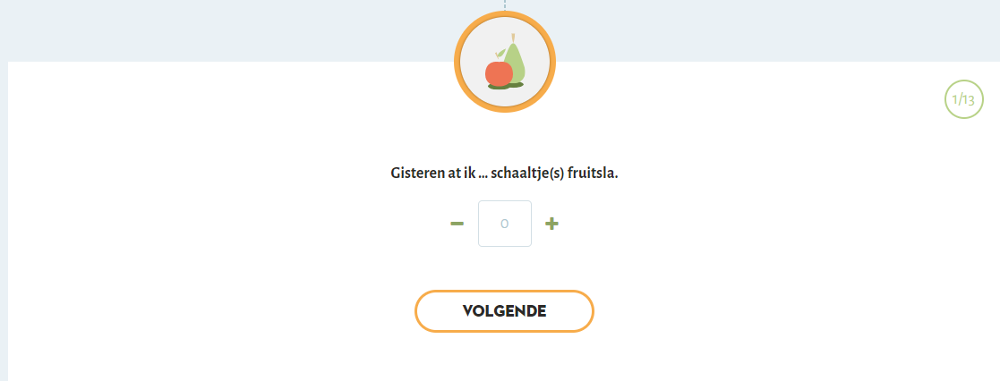 1/13
Gisteren at ik ... schaaltje(s) fruitsla.
− 0 +
VOLGENDE